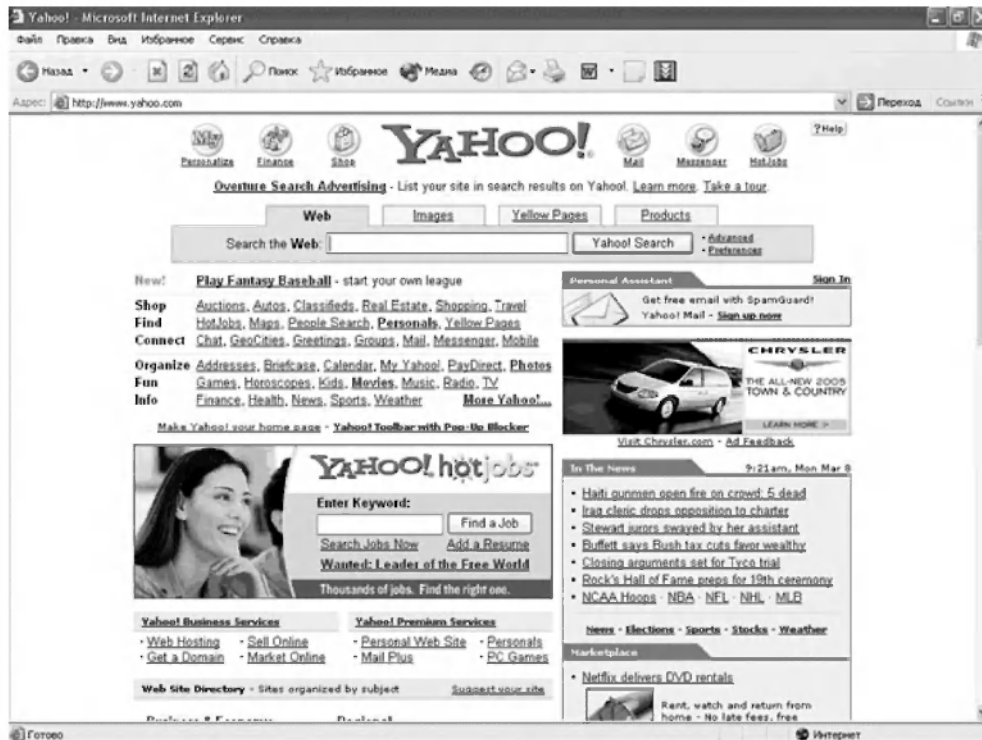 Yahoo! - Microsoft Internet Explorer
Файл Правка Вид Избранное Сервис Справка
Назад Поиск Избранное Медиа
Адрес: http://www.yahoo.com Переход Ссылки
Personalize Finance Shop YAHOO! Mail Messenger HotJobs ? Help
Overture Search Advertising - List your site in search results on Yahoo!. Learn more. Take a tour.
Web Images Yellow Pages Products
Search the Web: Yahoo! Search · Advanced
· Preferences
New! Play Fantasy Baseball - start your own league
Shop Auctions, Autos, Classifieds, Real Estate, Shopping, Travel
Find HotJobs, Maps, People Search, Personals, Yellow Pages
Connect Chat, GeoCities, Greetings, Groups, Mail, Messenger, Mobile
Organize Addresses, Briefcase, Calendar, My Yahoo!, PayDirect, Photos
Fun Games, Horoscopes, Kids, Movies, Music, Radio, TV
Info Finance, Health, News, Sports, Weather More Yahoo!...
Make Yahoo! your home page - Yahoo! Toolbar with Pop-Up Blocker
YAHOO! hotjobs
Enter Keyword:
Find a Job
Search Jobs Now Add a Resume
Wanted: Leader of the Free World
Thousands of jobs. Find the right one.
Yahoo! Business Services
· Web Hosting · Sell Online
· Get a Domain · Market Online
Yahoo! Premium Services
· Personal Web Site · Personals
· Mail Plus · PC Games
Web Site Directory - Sites organized by subject Suggest your site
Business & Economy Regional
Personal Assistant Sign In
Get free email with SpamGuard!
Yahoo! Mail - Sign up now
CHRYSLER
THE ALL-NEW 2005
TOWN & COUNTRY
LEARN MORE >
Visit Chrysler.com - Ad Feedback
In The News 9:21am, Mon Mar 8
• Haiti gunmen open fire on crowd: 5 dead
• Iraq cleric drops opposition to charter
• Stewart jurors swayed by her assistant
• Buffett says Bush tax cuts favor wealthy
• Closing arguments set for Tyco trial
• Rock's Hall of Fame preps for 19th ceremony
• NCAA Hoops · NBA · NFL · NHL · MLB
News - Elections - Sports - Stocks - Weather
Marketplace
• Netflix delivers DVD rentals
Rent, watch and return from
home - No late fees, free
Готово Интернет